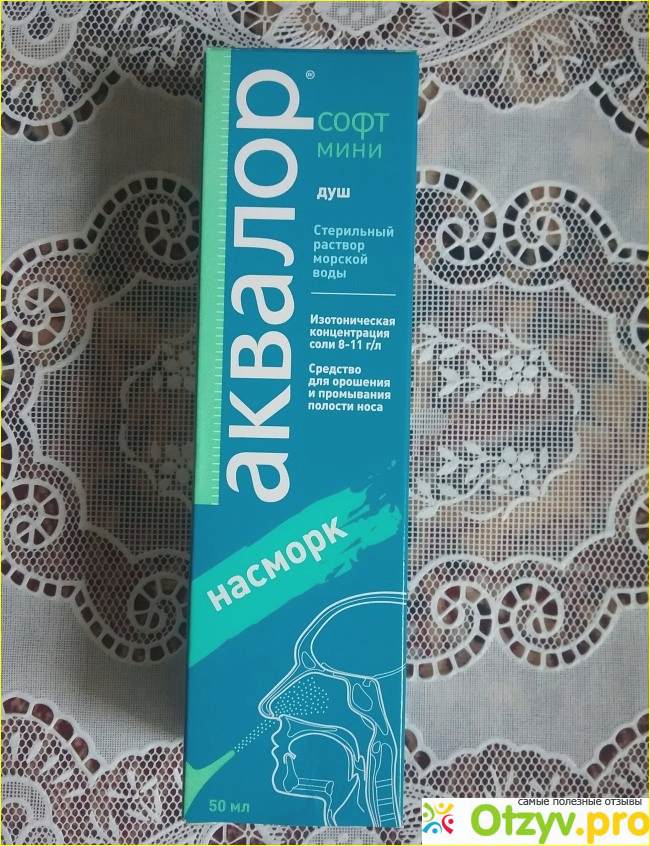 аквалор®
софт
мини
душ
Стерильный
раствор
морской
воды
Изотоническая
концентрация
соли 8-11 г/л
Средство
для орошения
и промывания
полости носа
насморк
50 мл
самые полезные отзывы
Otzyv.pro